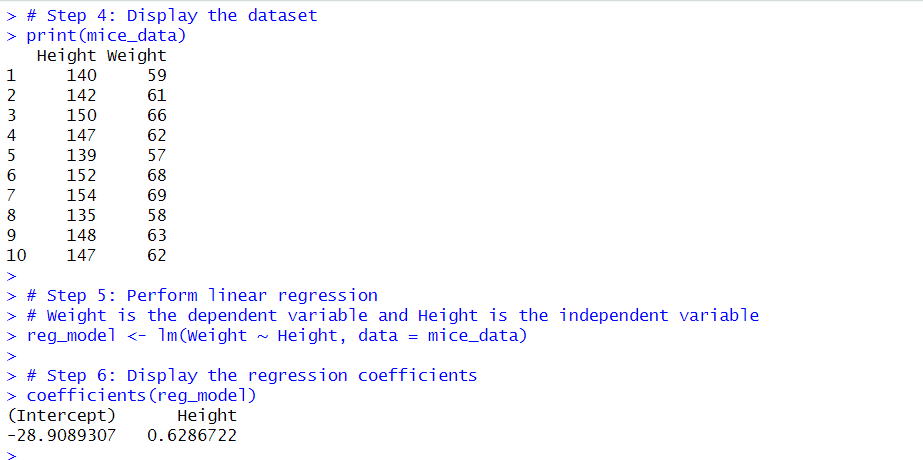 > # Step 4: Display the dataset
> print(mice_data)
   Height Weight
1     140     59
2     142     61
3     150     66
4     147     62
5     139     57
6     152     68
7     154     69
8     135     58
9     148     63
10    147     62
>
> # Step 5: Perform linear regression
> # Weight is the dependent variable and Height is the independent variable
> reg_model <- lm(Weight ~ Height, data = mice_data)
>
> # Step 6: Display the regression coefficients
> coefficients(reg_model)
(Intercept)      Height
-28.9089307   0.6286722
>